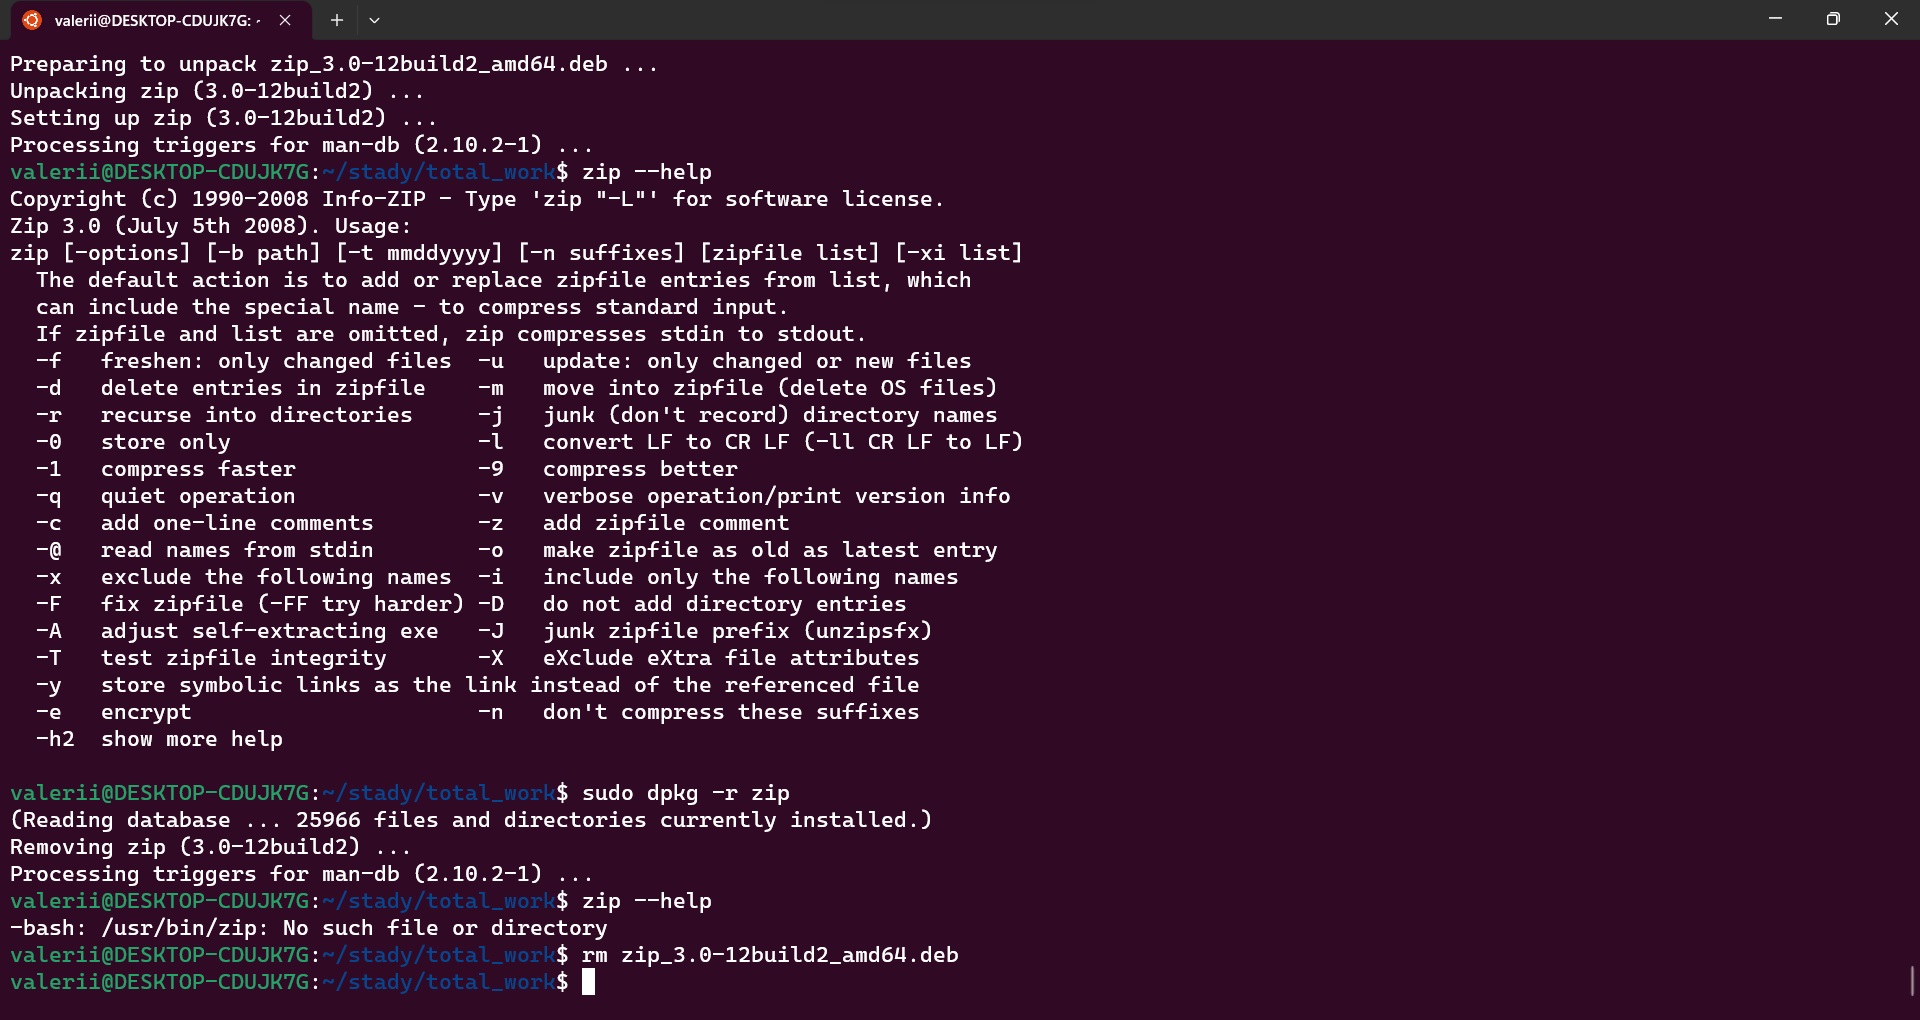 valerii@DESKTOP-CDUJK7G: ~
Preparing to unpack zip_3.0-12build2_amd64.deb ...
Unpacking zip (3.0-12build2) ...
Setting up zip (3.0-12build2) ...
Processing triggers for man-db (2.10.2-1) ...
valerii@DESKTOP-CDUJK7G:~/stady/total_work$ zip --help
Copyright (c) 1990-2008 Info-ZIP - Type 'zip "-L"' for software license.
Zip 3.0 (July 5th 2008). Usage:
zip [-options] [-b path] [-t mmddyyyy] [-n suffixes] [zipfile list] [-xi list]
  The default action is to add or replace zipfile entries from list, which
  can include the special name - to compress standard input.
  If zipfile and list are omitted, zip compresses stdin to stdout.
  -f   freshen: only changed files  -u   update: only changed or new files
  -d   delete entries in zipfile    -m   move into zipfile (delete OS files)
  -r   recurse into directories     -j   junk (don't record) directory names
  -0   store only                   -l   convert LF to CR LF (-ll CR LF to LF)
  -1   compress faster              -9   compress better
  -q   quiet operation              -v   verbose operation/print version info
  -c   add one-line comments        -z   add zipfile comment
  -@   read names from stdin        -o   make zipfile as old as latest entry
  -x   exclude the following names  -i   include only the following names
  -F   fix zipfile (-FF try harder) -D   do not add directory entries
  -A   adjust self-extracting exe   -J   junk zipfile prefix (unzipsfx)
  -T   test zipfile integrity       -X   eXclude eXtra file attributes
  -y   store symbolic links as the link instead of the referenced file
  -e   encrypt                      -n   don't compress these suffixes
  -h2  show more help
valerii@DESKTOP-CDUJK7G:~/stady/total_work$ sudo dpkg -r zip
(Reading database ... 25966 files and directories currently installed.)
Removing zip (3.0-12build2) ...
Processing triggers for man-db (2.10.2-1) ...
valerii@DESKTOP-CDUJK7G:~/stady/total_work$ zip --help
-bash: /usr/bin/zip: No such file or directory
valerii@DESKTOP-CDUJK7G:~/stady/total_work$ rm zip_3.0-12build2_amd64.deb
valerii@DESKTOP-CDUJK7G:~/stady/total_work$